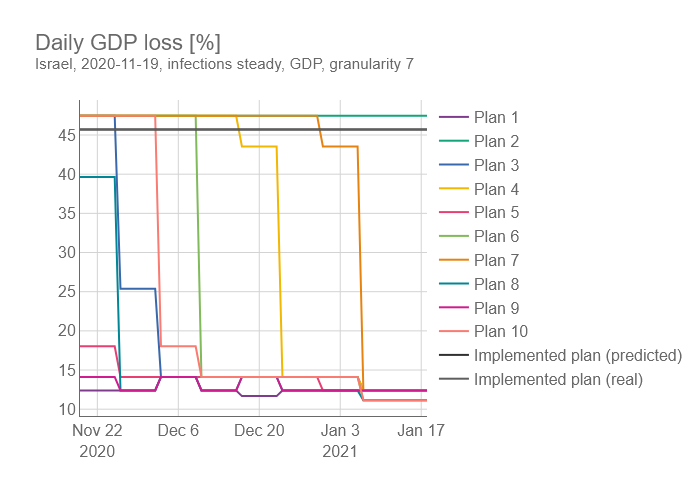 Daily GDP loss [%]
Israel, 2020-11-19, infections steady, GDP, granularity 7
45
40
35
30
25
20
15
10
Nov 22
2020
Dec 6
Dec 20
Jan 3
2021
Jan 17
Plan 1
Plan 2
Plan 3
Plan 4
Plan 5
Plan 6
Plan 7
Plan 8
Plan 9
Plan 10
Implemented plan (predicted)
Implemented plan (real)